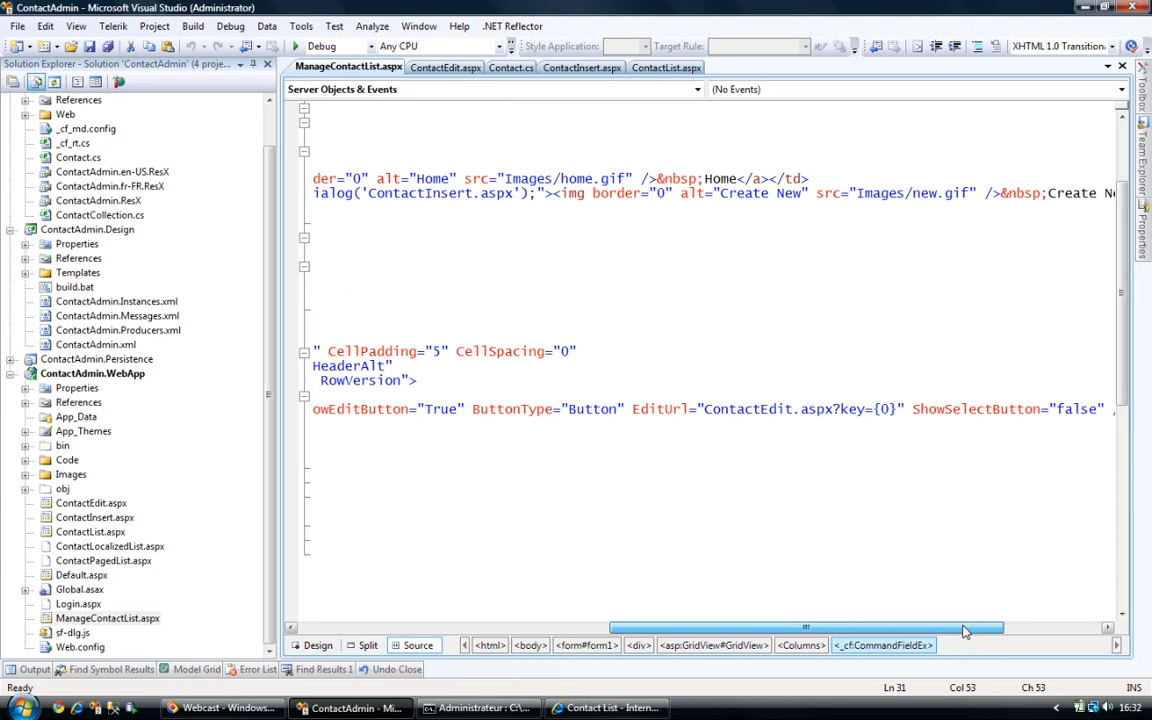 ContactAdmin - Microsoft Visual Studio (Administrator)
File Edit View Telerik Project Build Debug Data Tools Test Analyze Window Help .NET Reflector
Debug Any CPU Style Application: Target Rule: XHTML 1.0 Transition
Solution Explorer - Solution 'ContactAdmin' (4 proje...
References
Web
_cf_md.config
_cf_rt.cs
Contact.cs
ContactAdmin.en-US.ResX
ContactAdmin.fr-FR.ResX
ContactAdmin.ResX
ContactCollection.cs
ContactAdmin.Design
Properties
References
Templates
build.bat
ContactAdmin.Instances.xml
ContactAdmin.Messages.xml
ContactAdmin.Producers.xml
ContactAdmin.xml
ContactAdmin.Persistence
ContactAdmin.WebApp
Properties
References
App_Data
App_Themes
bin
Code
Images
obj
ContactEdit.aspx
ContactInsert.aspx
ContactList.aspx
ContactLocalizedList.aspx
ContactPagedList.aspx
Default.aspx
Global.asax
Login.aspx
ManageContactList.aspx
sf-dlg.js
Web.config
ManageContactList.aspx ContactEdit.aspx Contact.cs ContactInsert.aspx ContactList.aspx
Server Objects & Events (No Events)
der="0" alt="Home" src="Images/home.gif" />&nbsp;Home</a></td>
ialog('ContactInsert.aspx');"><img border="0" alt="Create New" src="Images/new.gif" />&nbsp;Create Ne
" CellPadding="5" CellSpacing="0"
HeaderAlt"
RowVersion">
owEditButton="True" ButtonType="Button" EditUrl="ContactEdit.aspx?key={0}" ShowSelectButton="false" /
Design Split Source <html> <body> <form#form1> <div> <asp:GridView#GridView> <Columns> <_cf:CommandFieldEx>
Toolbox
Team Explorer
Properties
Output Find Symbol Results Model Grid Error List Find Results 1 Undo Close
Ready Ln 31 Col 53 Ch 53 INS
Webcast - Windows... ContactAdmin - Mi... Administrateur : C:\... Contact List - Intern... 16:32